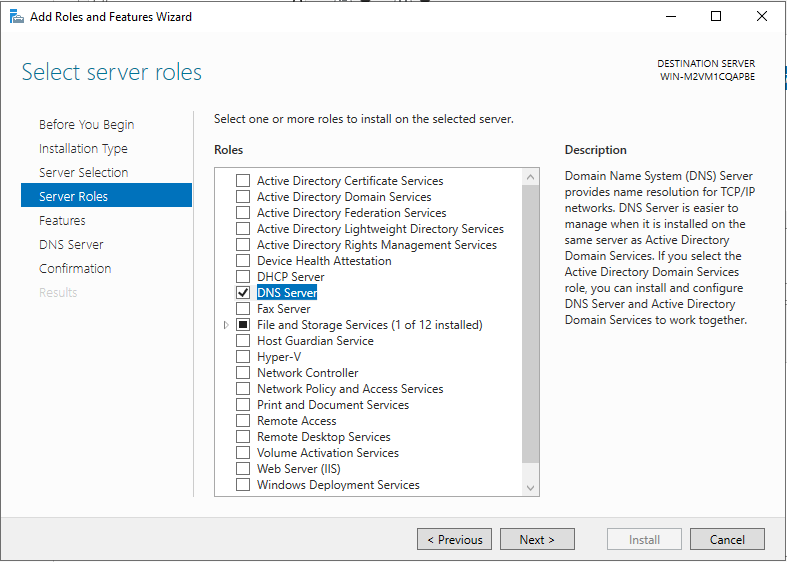 Add Roles and Features Wizard
Select server roles
DESTINATION SERVER
WIN-M2VM1CQAPBE
Before You Begin
Installation Type
Server Selection
Server Roles
Features
DNS Server
Confirmation
Results
Select one or more roles to install on the selected server.
Roles
Active Directory Certificate Services
Active Directory Domain Services
Active Directory Federation Services
Active Directory Lightweight Directory Services
Active Directory Rights Management Services
Device Health Attestation
DHCP Server
DNS Server
Fax Server
File and Storage Services (1 of 12 installed)
Host Guardian Service
Hyper-V
Network Controller
Network Policy and Access Services
Print and Document Services
Remote Access
Remote Desktop Services
Volume Activation Services
Web Server (IIS)
Windows Deployment Services
Description
Domain Name System (DNS) Server
provides name resolution for TCP/IP
networks. DNS Server is easier to
manage when it is installed on the
same server as Active Directory
Domain Services. If you select the
Active Directory Domain Services
role, you can install and configure
DNS Server and Active Directory
Domain Services to work together.
< Previous
Next >
Install
Cancel